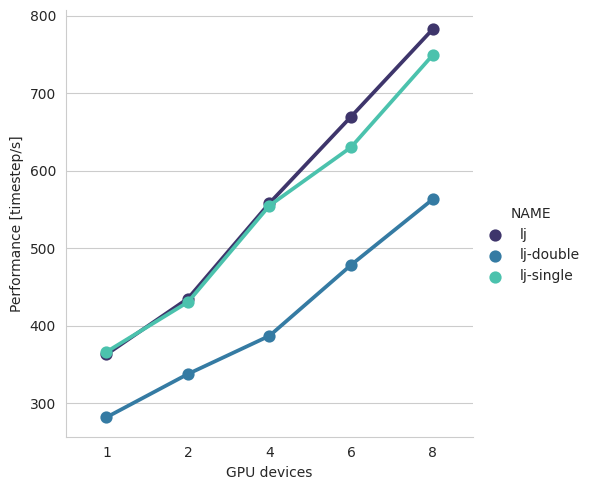 800
700
600
500
400
300
Performance [timestep/s]
1 2 4 6 8
GPU devices
NAME
lj
lj-double
lj-single